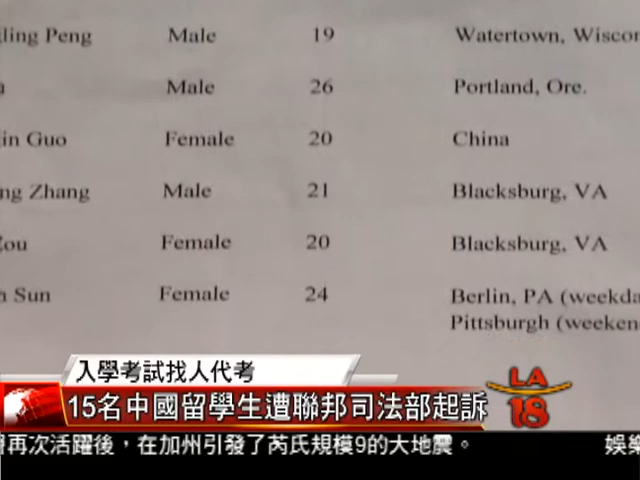 ling Peng Male 19 Watertown, Wiscon
Male 26 Portland, Ore.
in Guo Female 20 China
ng Zhang Male 21 Blacksburg, VA
Zou Female 20 Blacksburg, VA
Sun Female 24 Berlin, PA (weekda
Pittsburgh (weeken
入學考試找人代考
15名中國留學生遭聯邦司法部起訴
LA
18
再次活躍後，在加州引發了芮氏規模9的大地震。 娛樂